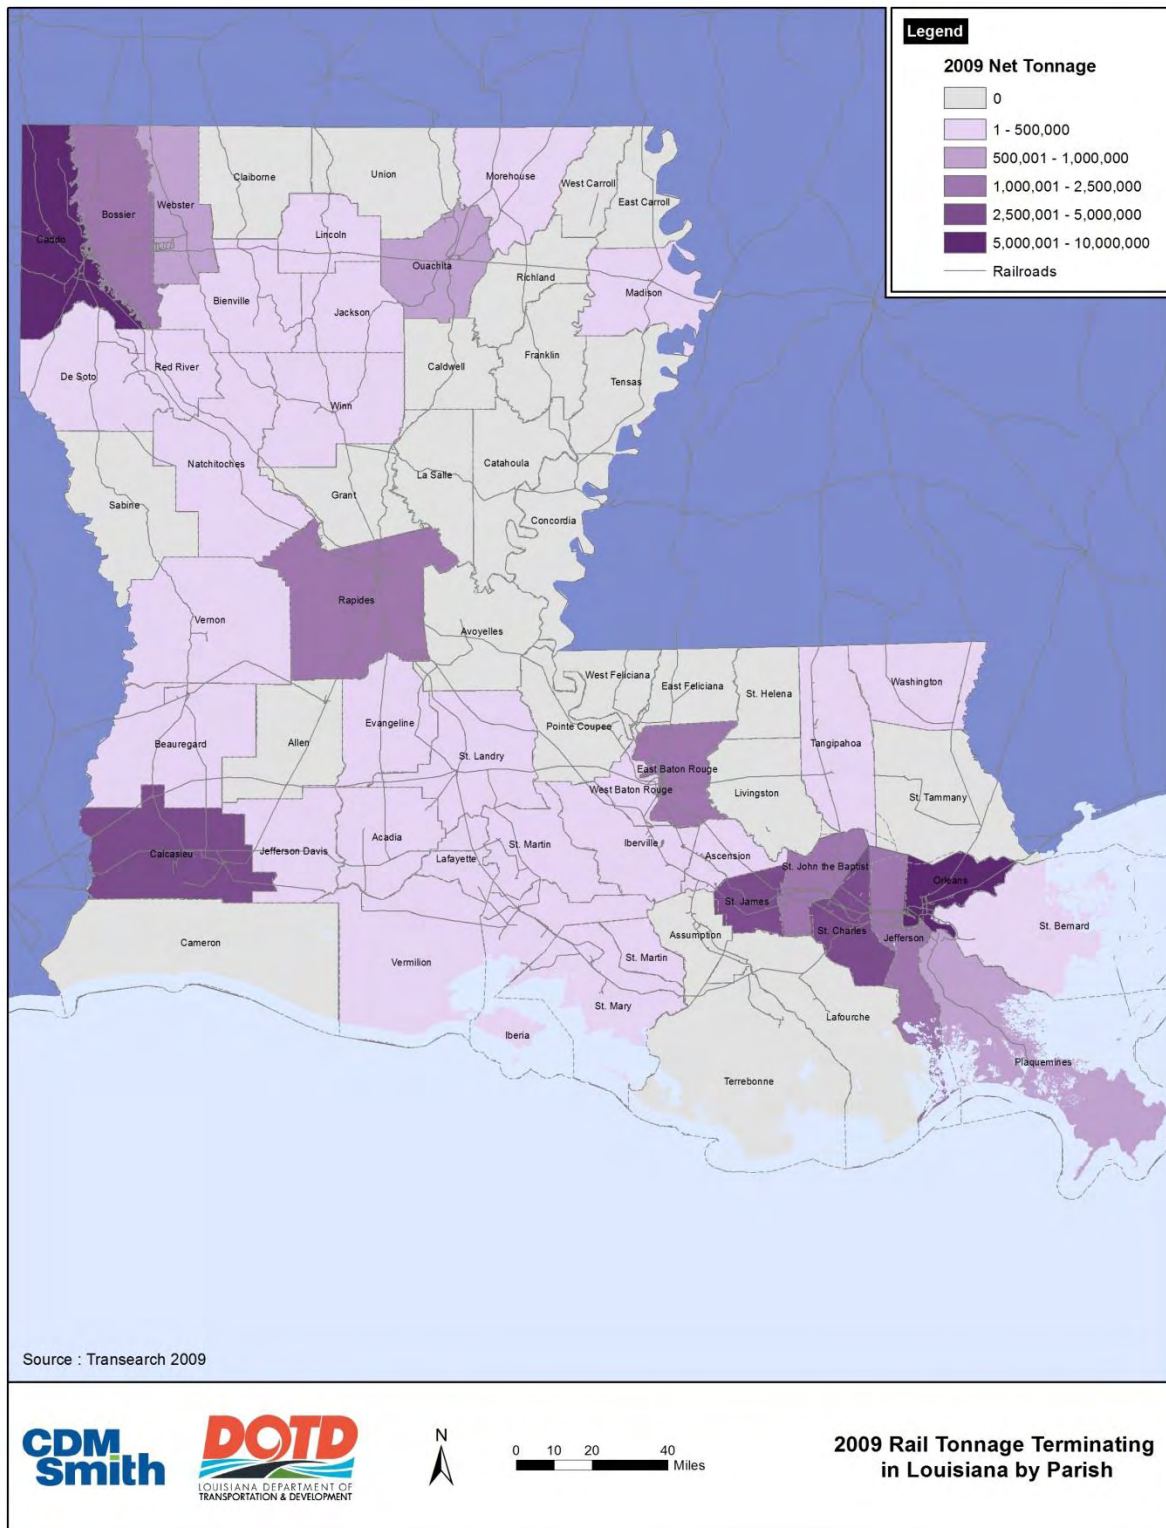 Legend
2009 Net Tonnage
0
1 - 500,000
500,001 - 1,000,000
1,000,001 - 2,500,000
2,500,001 - 5,000,000
5,000,001 - 10,000,000
Railroads
Claiborne
Union
Morehouse
West Carroll
East Carroll
Webster
Bossier
Caddo
Lincoln
Ouachita
Richland
Madison
Bienville
Jackson
De Soto
Red River
Caldwell
Franklin
Tensas
Winn
Natchitoches
Sabine
Grant
La Salle
Catahoula
Concordia
Rapides
Vernon
Avoyelles
West Feliciana
East Feliciana
St. Helena
Washington
Beauregard
Allen
Evangeline
St. Landry
Pointe Coupee
Tangipahoa
East Baton Rouge
West Baton Rouge
Livingston
St. Tammany
Calcasieu
Jefferson Davis
Acadia
Lafayette
St. Martin
Iberville
Ascension
St. John the Baptist
Orleans
St. James
St. Charles
Jefferson
St. Bernard
Cameron
Vermilion
Assumption
St. Martin
St. Mary
Iberia
Lafourche
Terrebonne
Plaquemines
Source : Transearch 2009
CDM
Smith
DOTD
LOUISIANA DEPARTMENT OF
TRANSPORTATION & DEVELOPMENT
N
0 10 20 40
Miles
2009 Rail Tonnage Terminating
in Louisiana by Parish